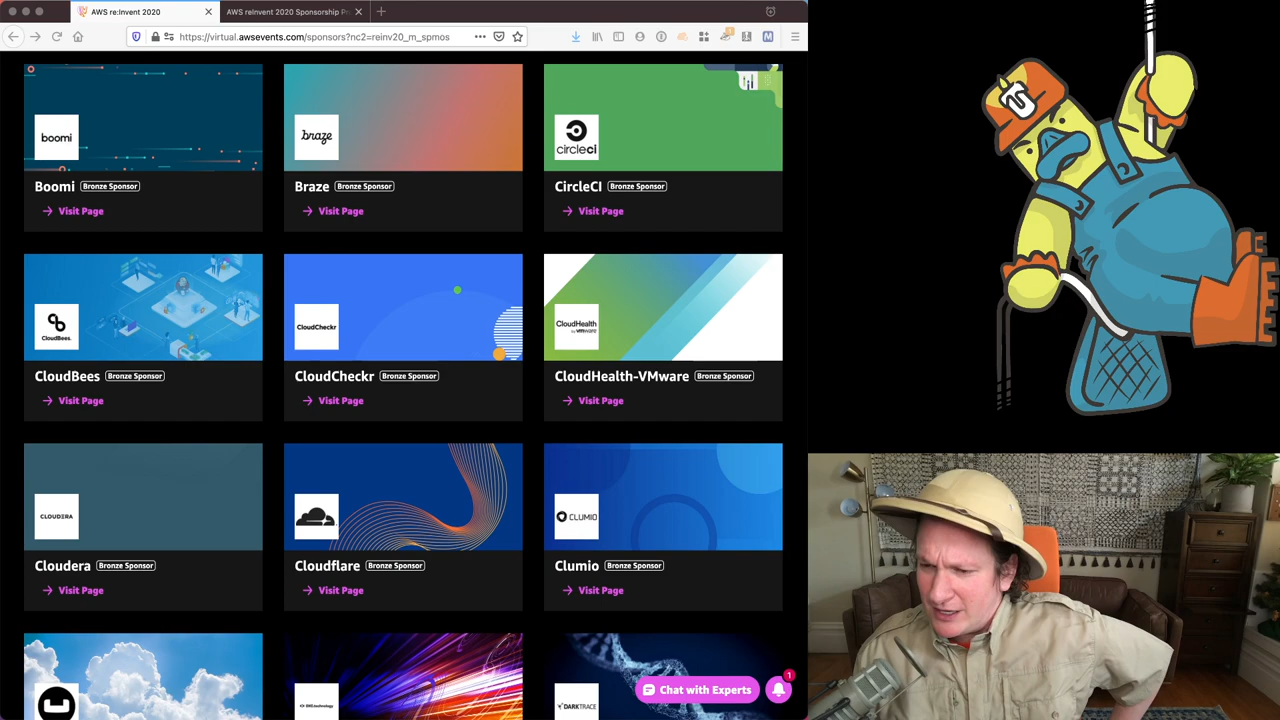 AWS re:Invent 2020
AWS reInvent 2020 Sponsorship Pr
https://virtual.awsevents.com/sponsors?nc2=reinv20_m_spmos
boomi
braze
circleci
Boomi Bronze Sponsor
Braze Bronze Sponsor
CircleCI Bronze Sponsor
Visit Page
Visit Page
Visit Page
CloudBees.
CloudCheckr
CloudHealth
by VMWARE
CloudBees Bronze Sponsor
CloudCheckr Bronze Sponsor
CloudHealth-VMware Bronze Sponsor
Visit Page
Visit Page
Visit Page
CLOUDERA
CLUMIO
Cloudera Bronze Sponsor
Cloudflare Bronze Sponsor
Clumio Bronze Sponsor
Visit Page
Visit Page
Visit Page
DARKTRACE
Chat with Experts
1